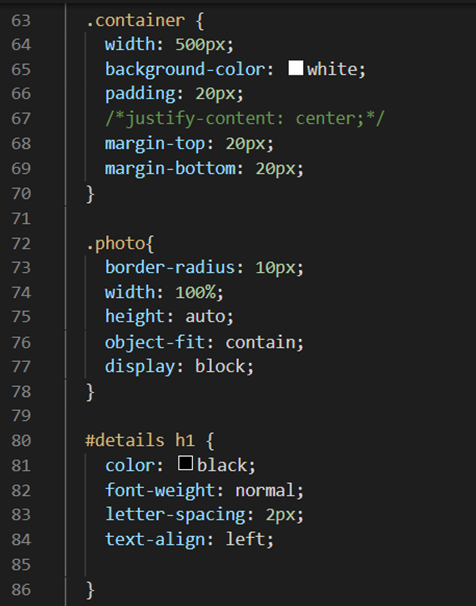 63 .container {
64 width: 500px;
65 background-color: white;
66 padding: 20px;
67 /*justify-content: center;*/
68 margin-top: 20px;
69 margin-bottom: 20px;
70 }
71
72 .photo{
73 border-radius: 10px;
74 width: 100%;
75 height: auto;
76 object-fit: contain;
77 display: block;
78 }
79
80 #details h1 {
81 color: black;
82 font-weight: normal;
83 letter-spacing: 2px;
84 text-align: left;
85
86 }